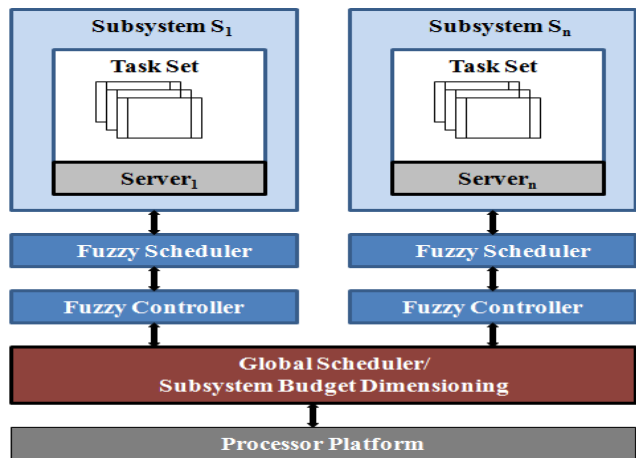 Subsystem S1
Task Set
Server1
Fuzzy Scheduler
Fuzzy Controller
Subsystem Sn
Task Set
Servern
Fuzzy Scheduler
Fuzzy Controller
Global Scheduler/
Subsystem Budget Dimensioning
Processor Platform